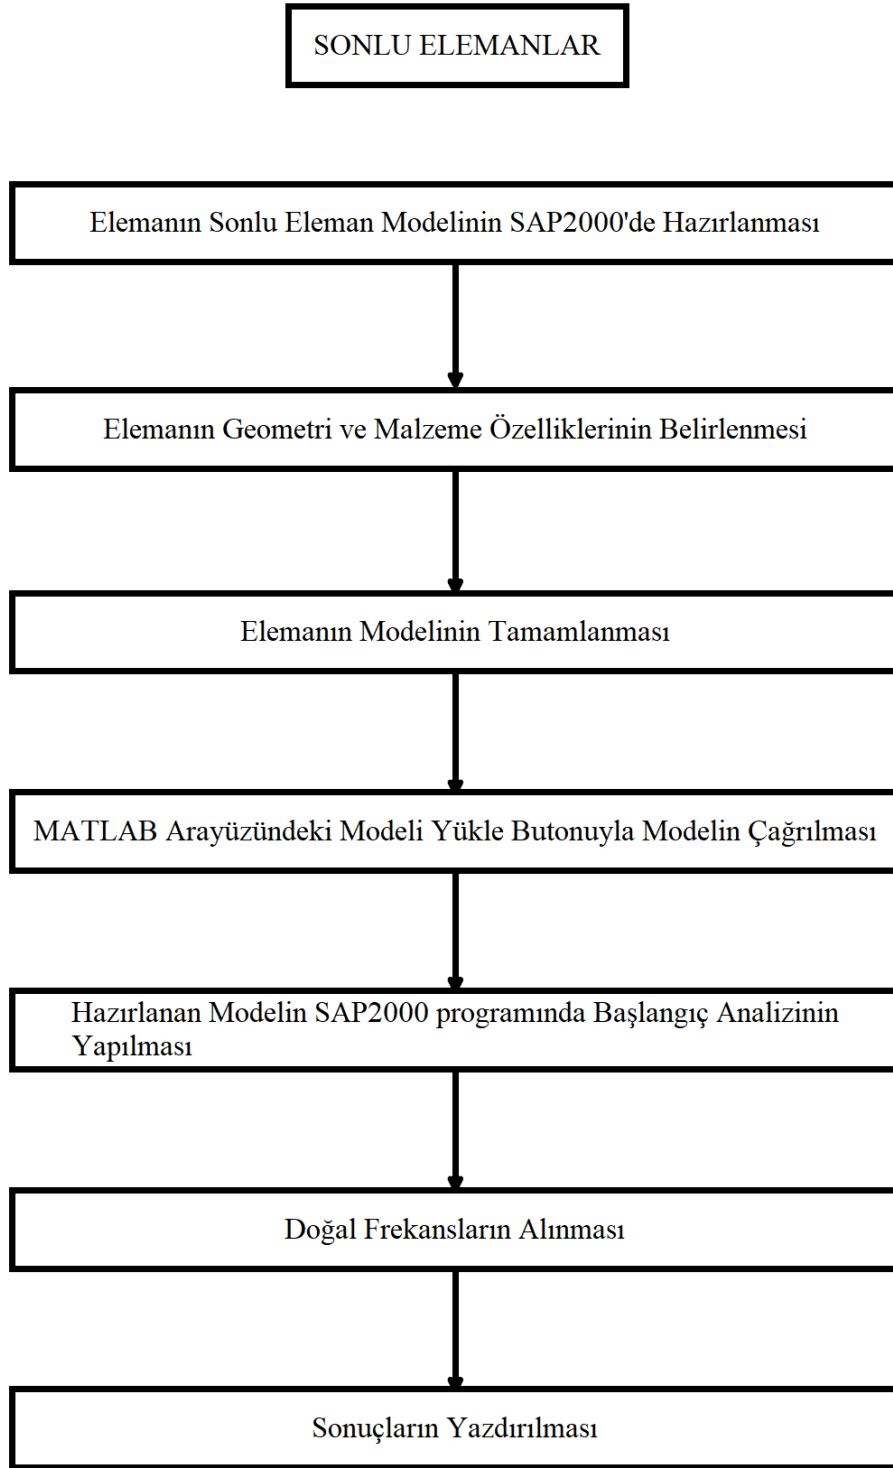 SONLU ELEMANLAR
Elemanın Sonlu Eleman Modelinin SAP2000'de Hazırlanması
Elemanın Geometri ve Malzeme Özelliklerinin Belirlenmesi
Elemanın Modelinin Tamamlanması
MATLAB Arayüzündeki Modeli Yükle Butonuyla Modelin Çağrılması
Hazırlanan Modelin SAP2000 programında Başlangıç Analizinin
Yapılması
Doğal Frekansların Alınması
Sonuçların Yazdırılması